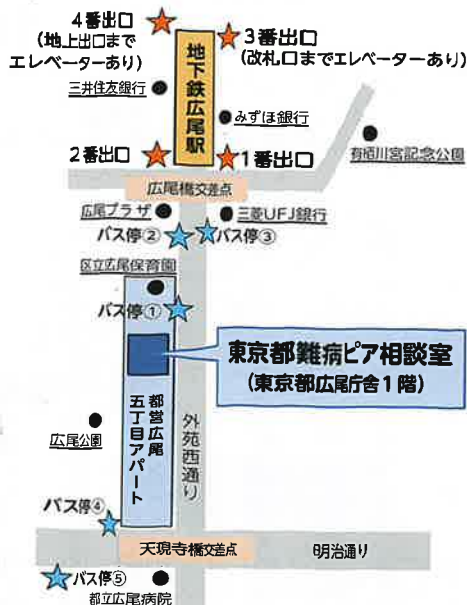 4番出口
(地上出口まで
エレベーターあり)
3番出口
(改札口までエレベーターあり)
地下鉄広尾駅
三井住友銀行
みずほ銀行
2番出口
1番出口
有栖川宮記念公園
広尾橋交差点
広尾プラザ
三菱UFJ銀行
バス停②
バス停③
区立広尾保育園
バス停①
東京都難病ピア相談室
(東京都広尾庁舎1階)
都営広尾
五丁目アパート
外苑西通り
広尾公園
バス停④
天現寺橋交差点
明治通り
バス停⑤
都立広尾病院